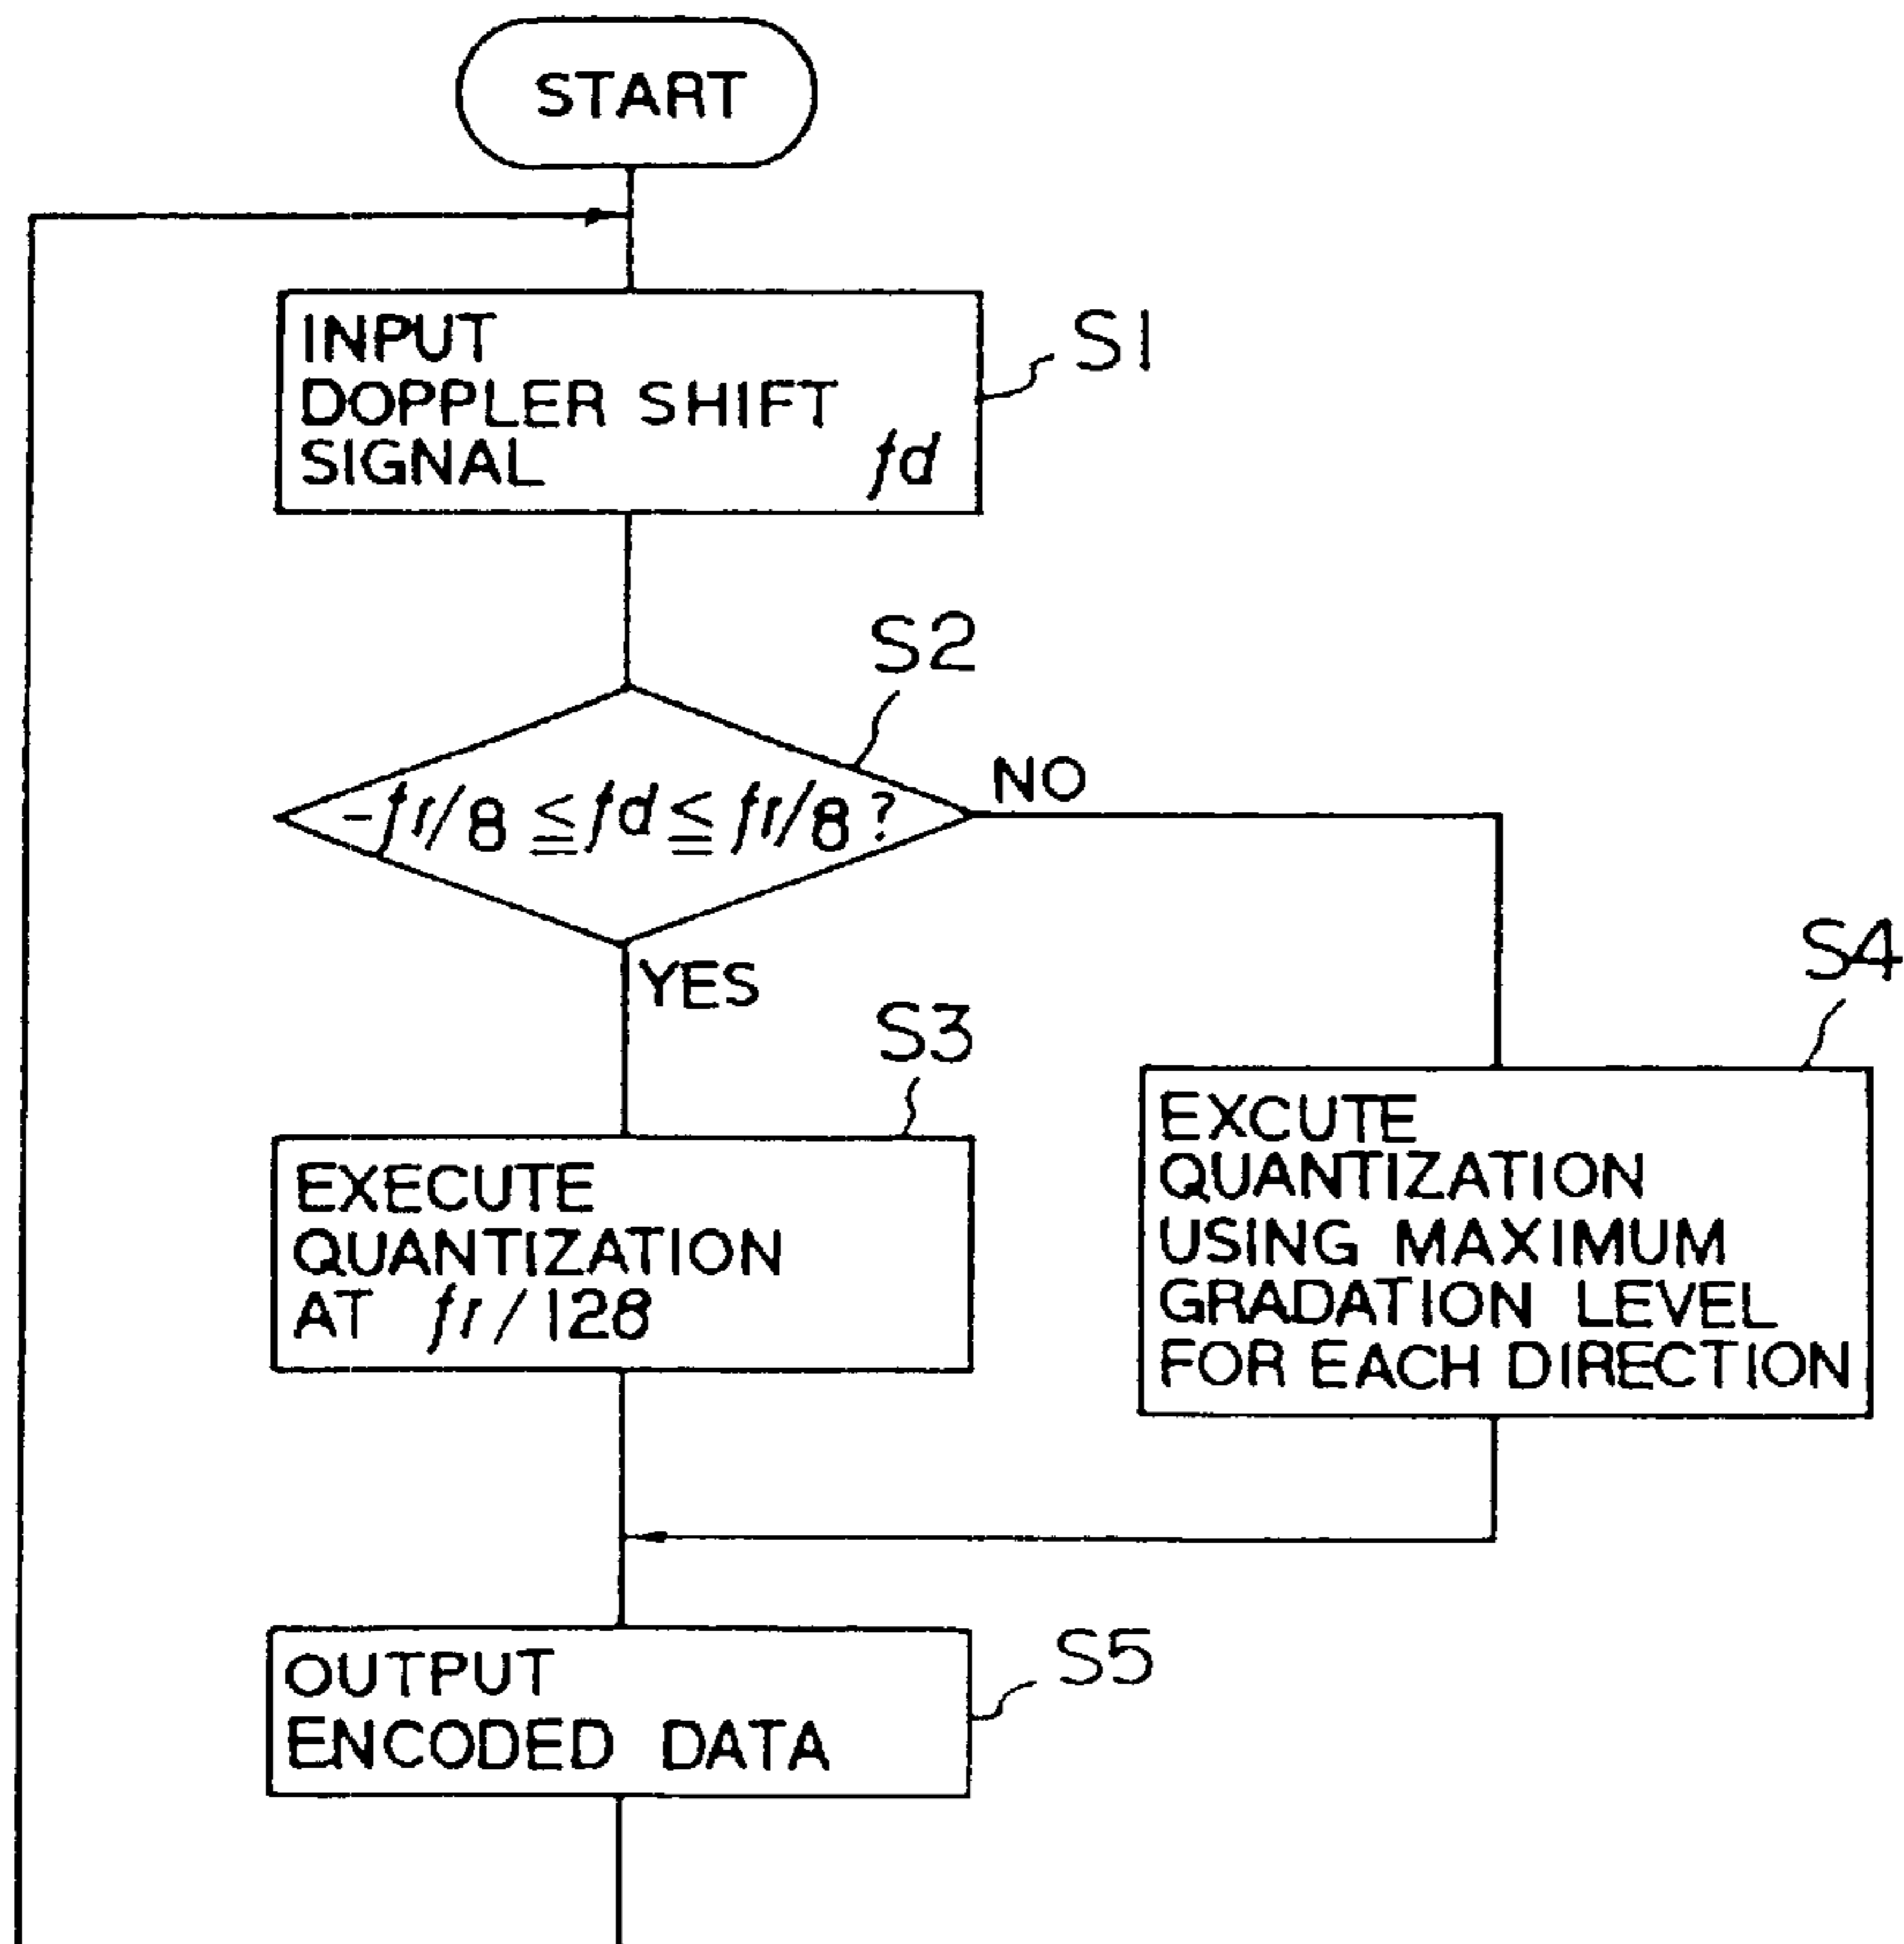 START
INPUT
DOPPLER SHIFT
SIGNAL fd
S1
S2
-fr/8 ≦ fd ≦ fr/8 ?
NO
YES
S3
EXECUTE
QUANTIZATION
AT fr/128
S4
EXCUTE
QUANTIZATION
USING MAXIMUM
GRADATION LEVEL
FOR EACH DIRECTION
OUTPUT
ENCODED DATA
S5